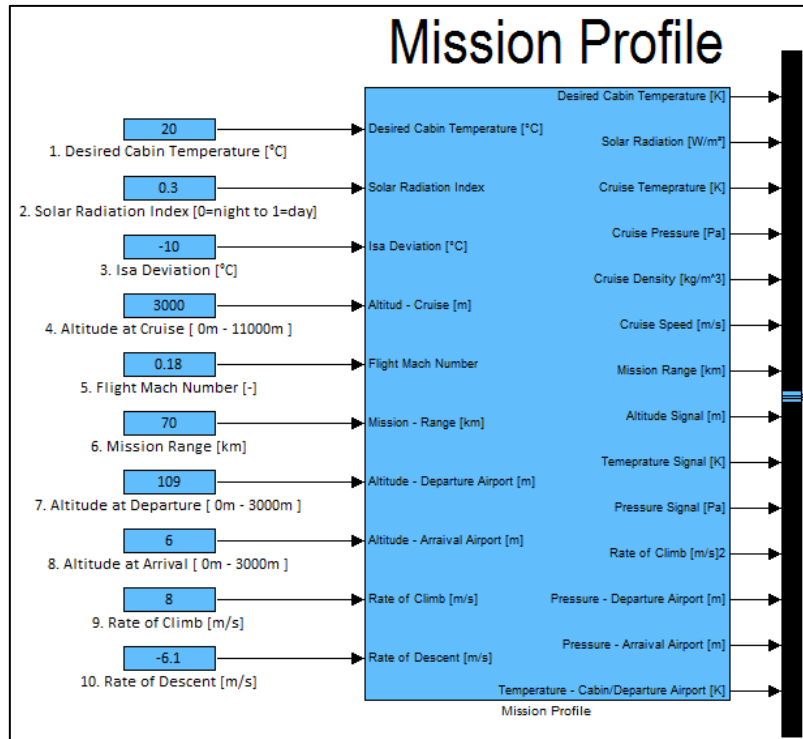 Mission Profile
20
1. Desired Cabin Temperature [°C]
0.3
2. Solar Radiation Index [0=night to 1=day]
-10
3. Isa Deviation [°C]
3000
4. Altitude at Cruise [ 0m - 11000m ]
0.18
5. Flight Mach Number [-]
70
6. Mission Range [km]
109
7. Altitude at Departure [ 0m - 3000m ]
6
8. Altitude at Arrival [ 0m - 3000m ]
8
9. Rate of Climb [m/s]
-6.1
10. Rate of Descent [m/s]
Desired Cabin Temperature [°C]
Solar Radiation Index
Isa Deviation [°C]
Altitud - Cruise [m]
Flight Mach Number
Mission - Range [km]
Altitude - Departure Airport [m]
Altitude - Arraival Airport [m]
Rate of Climb [m/s]
Rate of Descent [m/s]
Desired Cabin Temperature [K]
Solar Radiation [W/m²]
Cruise Temeprature [K]
Cruise Pressure [Pa]
Cruise Density [kg/m^3]
Cruise Speed [m/s]
Mission Range [km]
Altitude Signal [m]
Temeprature Signal [K]
Pressure Signal [Pa]
Rate of Climb [m/s]2
Pressure - Departure Airport [m]
Pressure - Arraival Airport [m]
Temperature - Cabin/Departure Airport [K]
Mission Profile